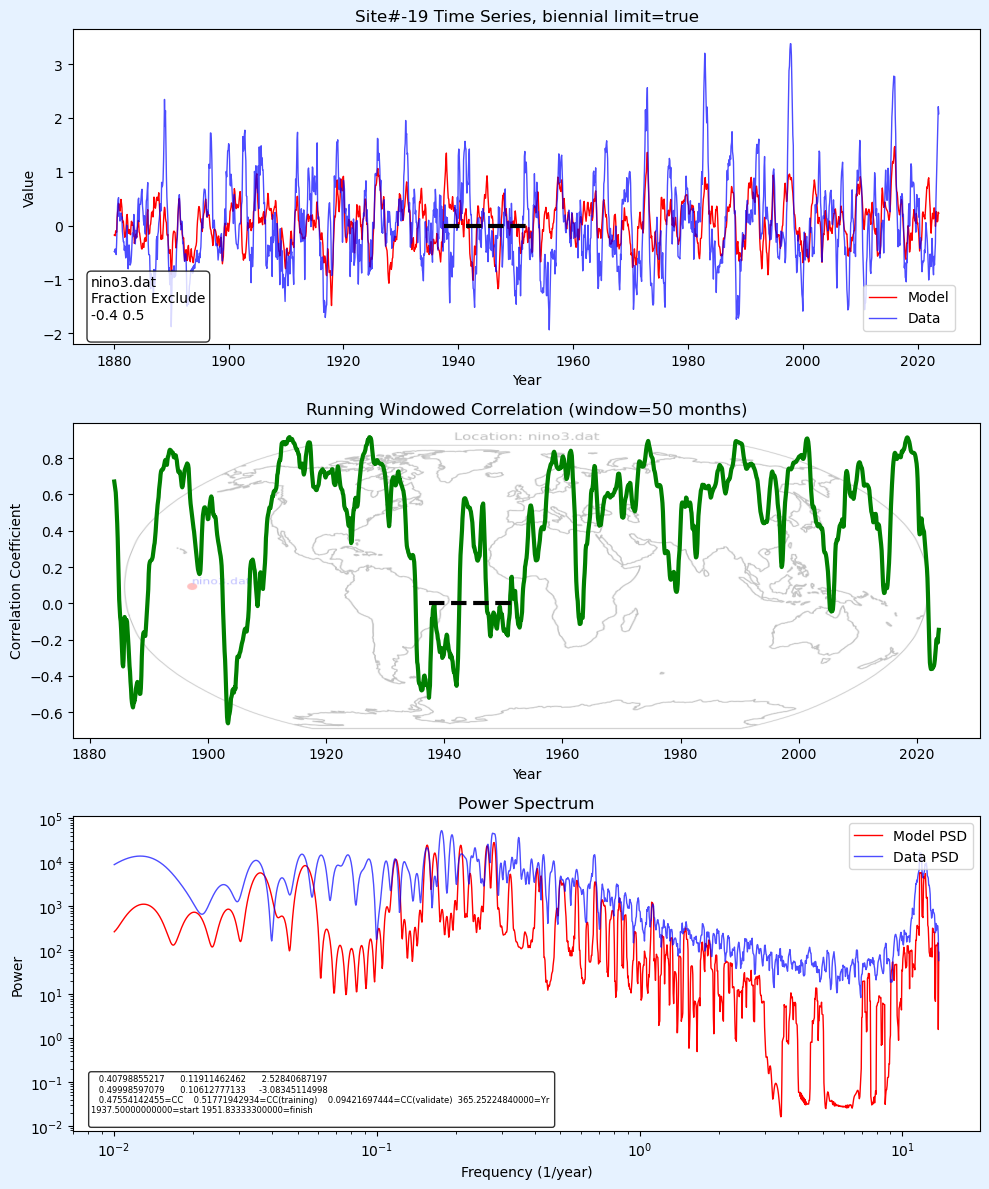 Site#-19 Time Series, biennial limit=true
Value
3
2
1
0
−1
−2
nino3.dat
Fraction Exclude
-0.4 0.5
Model
Data
1880 1900 1920 1940 1960 1980 2000 2020
Year
Running Windowed Correlation (window=50 months)
Location: nino3.dat
Correlation Coefficient
0.8
0.6
0.4
0.2
0.0
−0.2
−0.4
−0.6
nino3.dat
1880 1900 1920 1940 1960 1980 2000 2020
Year
Power Spectrum
Power
10^5
10^4
10^3
10^2
10^1
10^0
10^−1
10^−2
Model PSD
Data PSD
0.40798855217 0.11911462462 2.52840687197
0.49998597079 0.10612777133 -3.08345114998
0.47554142455=CC 0.51771942934=CC(training) 0.09421697444=CC(validate) 365.25224840000=Yr
1937.50000000000=start 1951.83333300000=finish
10^−2 10^−1 10^0 10^1
Frequency (1/year)